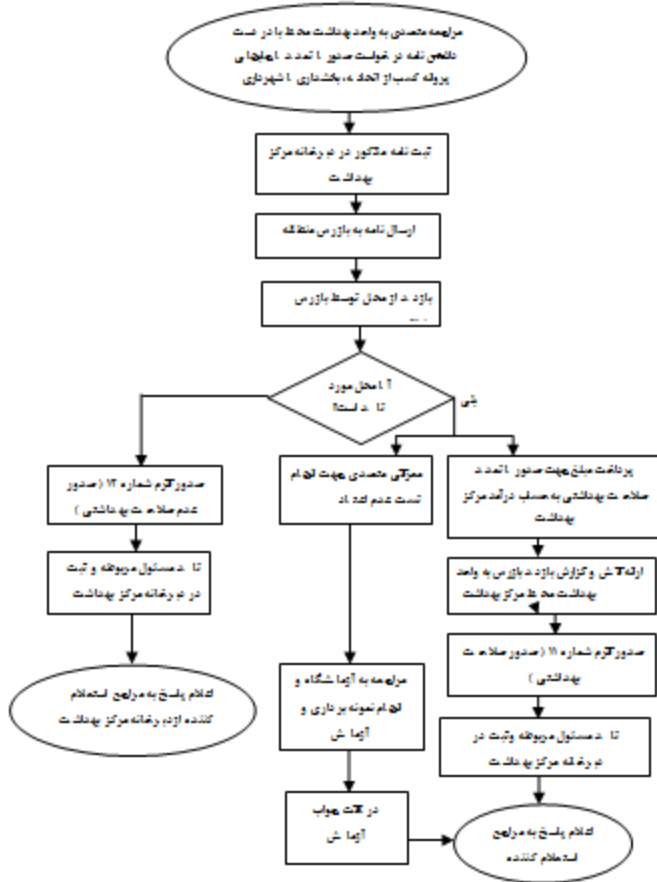 مراجعه متصدی به واحد بهداشت محیط با در دست
داشتن نامه درخواست صدور یا تمدید یا جابجایی
پروانه کسب از اتحادیه، بخشداری یا شهرداری
ثبت نامه مذکور در دبیرخانه مرکز
بهداشت
ارسال نامه به بازرس منطقه
بازدید از محل توسط بازرس
آیا محل مورد
تایید است؟
بلی
صدور فرم شماره ۱۲ ( صدور
عدم صلاحیت بهداشتی )
تایید مسئول مربوطه و ثبت
در دبیرخانه مرکز بهداشت
اعلام پاسخ به مراجع استعلام
کننده از دبیرخانه مرکز بهداشت
معرفی متصدی جهت انجام
تست عدم اعتیاد
مراجعه به آزمایشگاه و
انجام نمونه برداری و
آزمایش
دریافت جواب
آزمایش
پرداخت مبلغ جهت صدور یا تمدید
صلاحیت بهداشتی به حساب درآمد مرکز
بهداشت
ارائه فیش و گزارش بازدید بازرس به واحد
بهداشت محیط مرکز بهداشت
صدور فرم شماره ۱۱ ( صدور صلاحیت
بهداشتی )
تایید مسئول مربوطه وثبت در
دبیرخانه مرکز بهداشت
اعلام پاسخ به مراجع
استعلام کننده